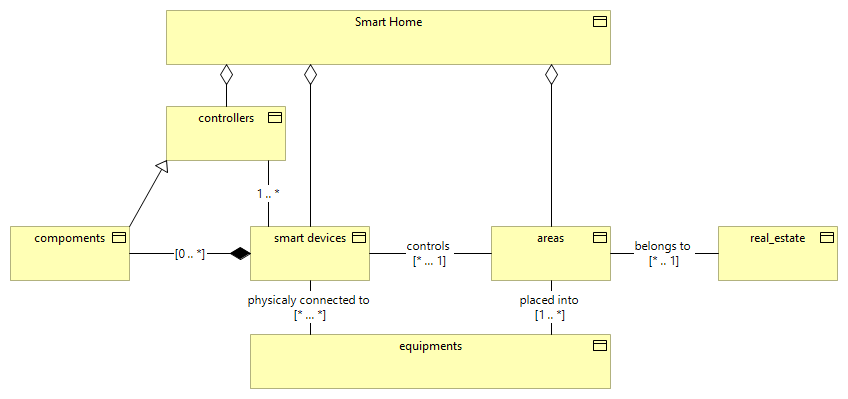 Smart Home
controllers
1 .. *
compoments
[0 .. *]
smart devices
controls
[* ... 1]
areas
belongs to
[* .. 1]
real_estate
physicaly connected to
[* ... *]
placed into
[1 .. *]
equipments